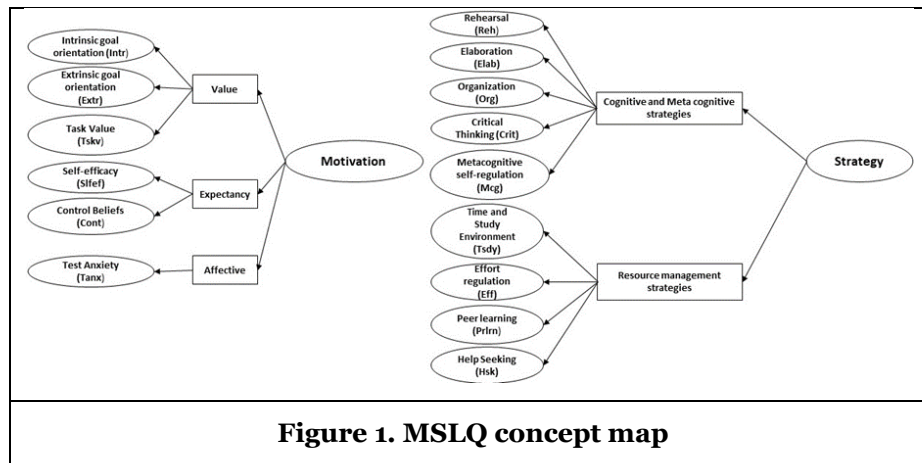 Intrinsic goal
orientation (Intr)
Extrinsic goal
orientation
(Extr)
Task Value
(Tskv)
Self-efficacy
(Slfef)
Control Beliefs
(Cont)
Test Anxiety
(Tanx)
Value
Expectancy
Affective
Motivation
Rehearsal
(Reh)
Elaboration
(Elab)
Organization
(Org)
Critical
Thinking (Crit)
Metacognitive
self-regulation
(Mcg)
Time and
Study
Environment
(Tsdy)
Effort
regulation
(Eff)
Peer learning
(Prlrn)
Help Seeking
(Hsk)
Cognitive and Meta cognitive
strategies
Resource management
strategies
Strategy
Figure 1. MSLQ concept map